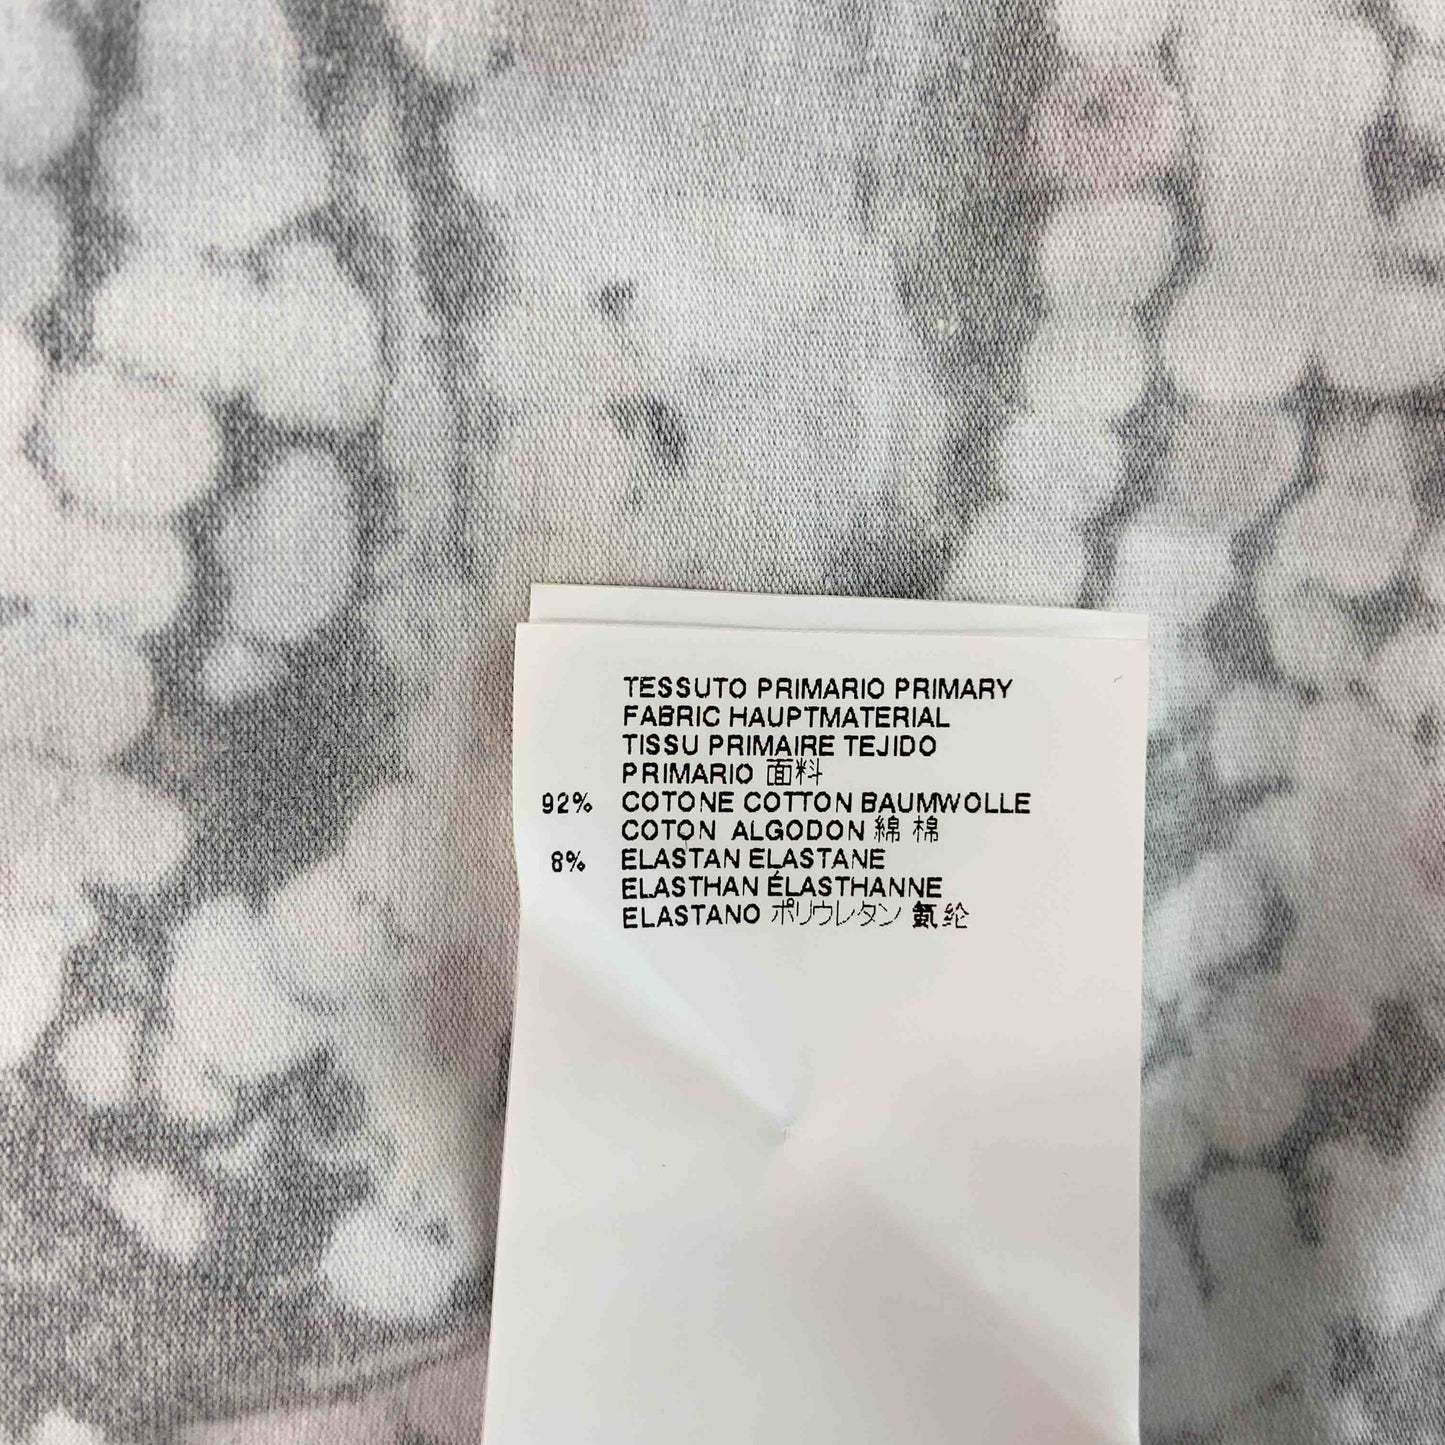 TESSUTO PRIMARIO PRIMARY
FABRIC HAUPTMATERIAL
TISSU PRIMAIRE TEJIDO
PRIMARIO 面料
92% COTONE COTTON BAUMWOLLE
COTON ALGODON 綿 棉
8% ELASTAN ELASTANE
ELASTHAN ÉLASTHANNE
ELASTANO ポリウレタン 氨纶